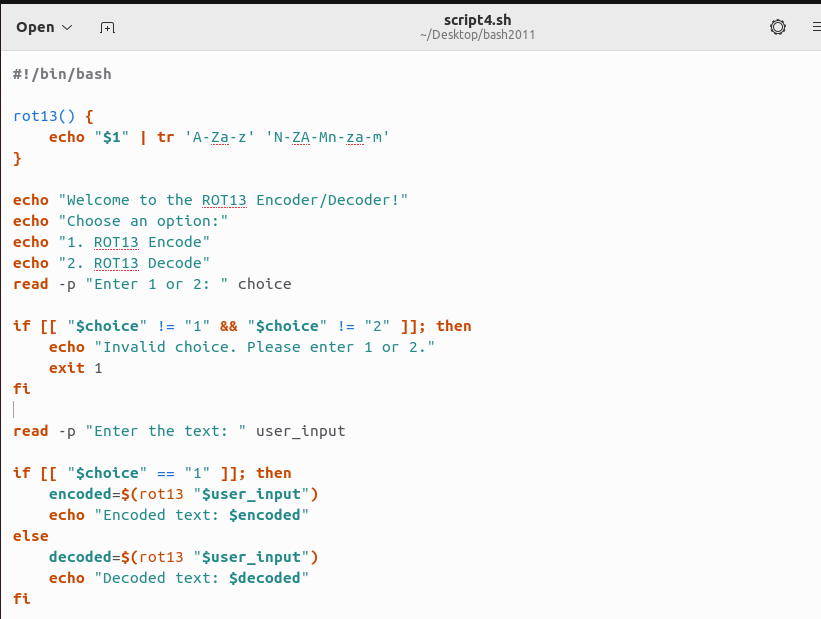 Open
script4.sh
~/Desktop/bash2011
#!/bin/bash

rot13() {
    echo "$1" | tr 'A-Za-z' 'N-ZA-Mn-za-m'
}

echo "Welcome to the ROT13 Encoder/Decoder!"
echo "Choose an option:"
echo "1. ROT13 Encode"
echo "2. ROT13 Decode"
read -p "Enter 1 or 2: " choice

if [[ "$choice" != "1" && "$choice" != "2" ]]; then
    echo "Invalid choice. Please enter 1 or 2."
    exit 1
fi

read -p "Enter the text: " user_input

if [[ "$choice" == "1" ]]; then
    encoded=$(rot13 "$user_input")
    echo "Encoded text: $encoded"
else
    decoded=$(rot13 "$user_input")
    echo "Decoded text: $decoded"
fi